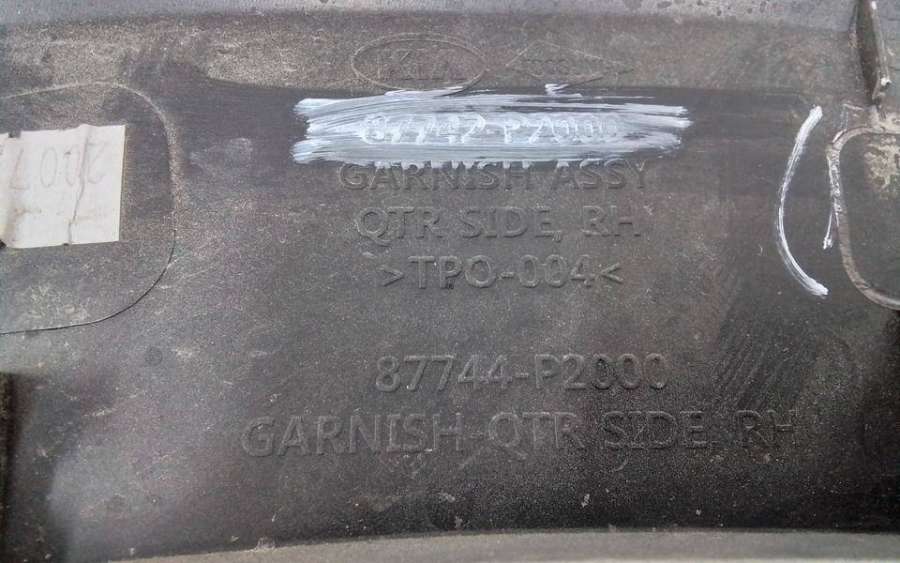 KIA
87742-P2000
GARNISH ASSY
QTR SIDE, RH
>TPO-004<
87744-P2000
GARNISH-QTR SIDE, RH